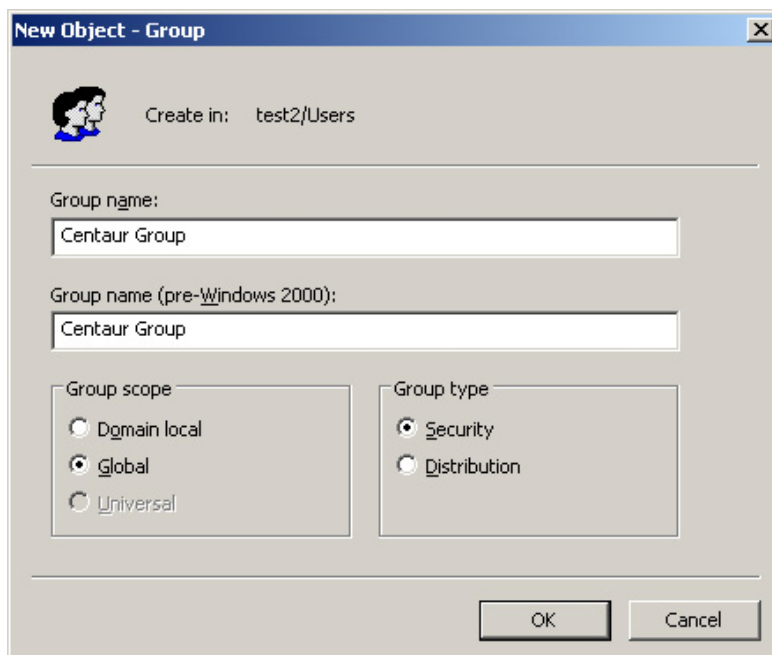 New Object - Group
Create in: test2/Users
Group name:
Centaur Group
Group name (pre-Windows 2000):
Centaur Group
Group scope
Domain local
Global
Universal
Group type
Security
Distribution
OK Cancel